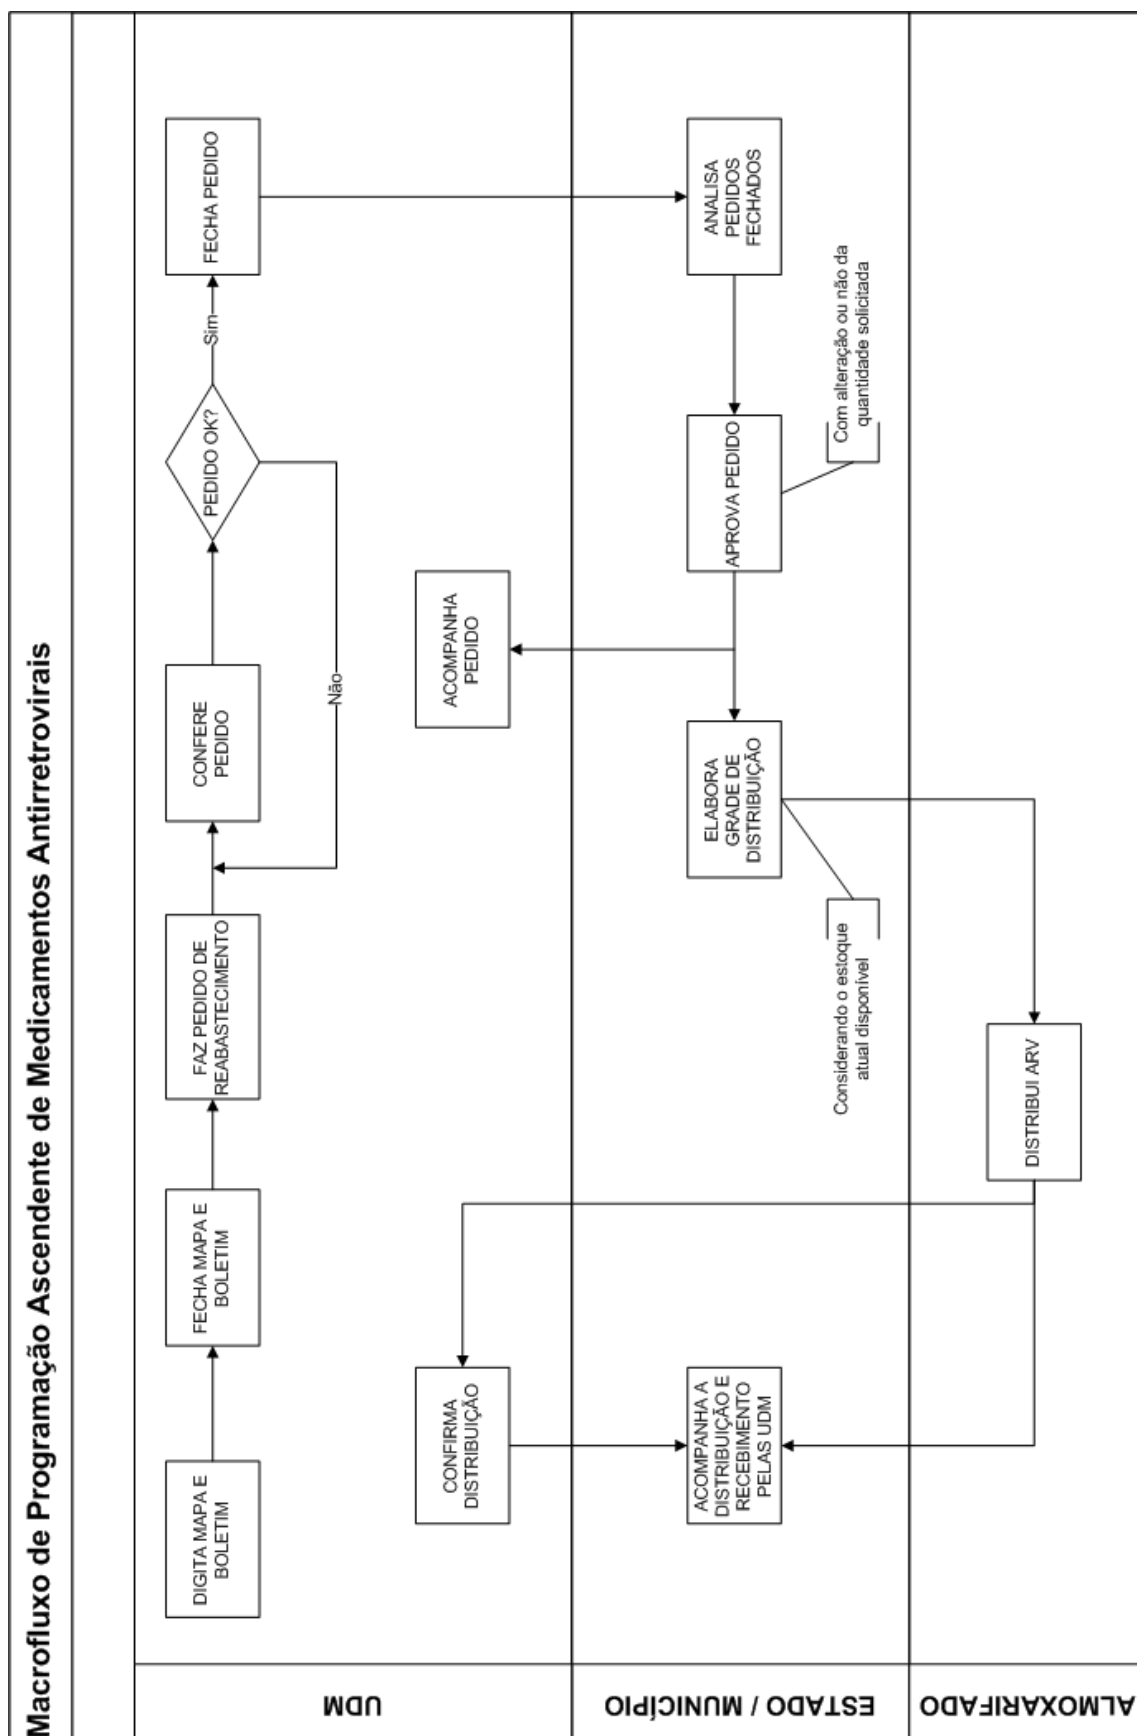 Macrofluxo de Programação Ascendente de Medicamentos Antirretrovirais
UDM
DIGITA MAPA E
BOLETIM
FECHA MAPA E
BOLETIM
FAZ PEDIDO DE
REABASTECIMENTO
CONFERE
PEDIDO
PEDIDO OK?
Sim
Não
FECHA PEDIDO
CONFIRMA
DISTRIBUIÇÃO
ACOMPANHA
PEDIDO
ESTADO / MUNICÍPIO
ACOMPANHA A
DISTRIBUIÇÃO E
RECEBIMENTO
PELAS UDM
ELABORA
GRADE DE
DISTRIBUIÇÃO
APROVA PEDIDO
ANALISA
PEDIDOS
FECHADOS
Considerando o estoque
atual disponível
Com alteração ou não da
quantidade solicitada
ALMOXARIFADO
DISTRIBUI ARV